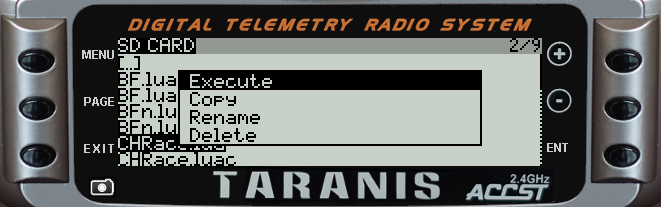 DIGITAL TELEMETRY RADIO SYSTEM
SD CARD 2/9
MENU
[..]
BF.lua
Execute
+
Copy
PAGE
BF.lua
-
BFn.lu
Rename
BFn.lu
Delete
EXIT
CHRace.lua
ENT
CHRace.luac
TARANIS
2.4GHz
ACCST